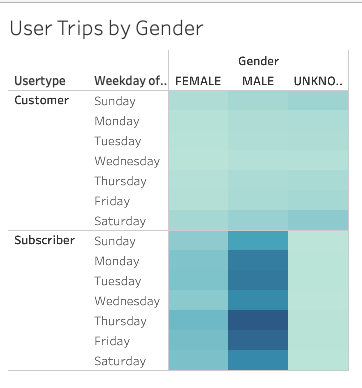 User Trips by Gender
Gender
Usertype Weekday of.. FEMALE MALE UNKNO..
Customer Sunday
Monday
Tuesday
Wednesday
Thursday
Friday
Saturday
Subscriber Sunday
Monday
Tuesday
Wednesday
Thursday
Friday
Saturday